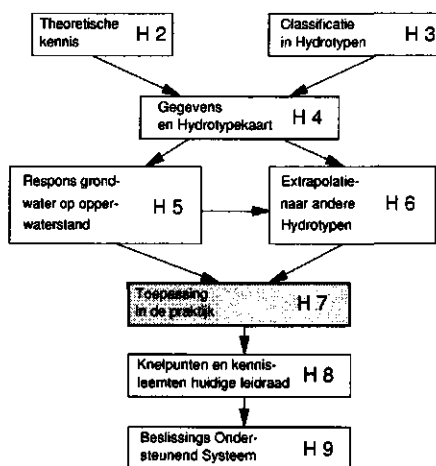 Theoretische
kennis
H 2
Classificatie
in Hydrotypen
H 3
Gegevens
en Hydrotypekaart
H 4
Respons grond-
water op opper-
waterstand
H 5
Extrapolatie-
naar andere
Hydrotypen
H 6
Toepassing
in de praktijk
H 7
Knelpunten en kennis-
leemten huidige leidraad
H 8
Beslissings Onder-
steunend Systeem
H 9